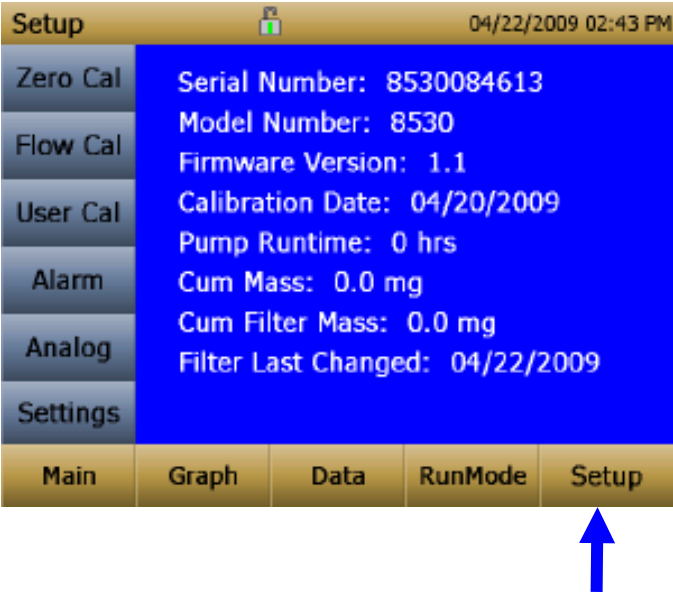 Setup 04/22/2009 02:43 PM
Zero Cal
Flow Cal
User Cal
Alarm
Analog
Settings
Serial Number: 8530084613
Model Number: 8530
Firmware Version: 1.1
Calibration Date: 04/20/2009
Pump Runtime: 0 hrs
Cum Mass: 0.0 mg
Cum Filter Mass: 0.0 mg
Filter Last Changed: 04/22/2009
Main Graph Data RunMode Setup